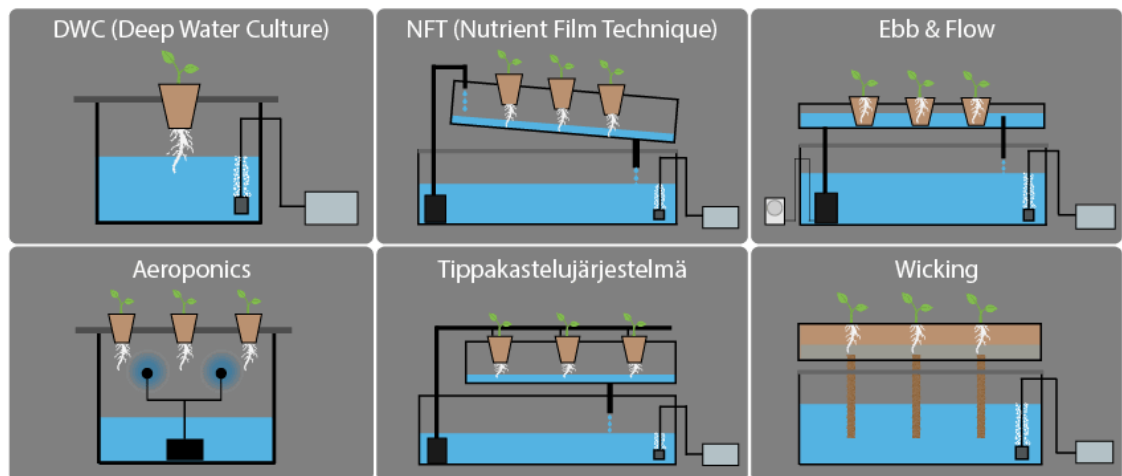 DWC (Deep Water Culture)
NFT (Nutrient Film Technique)
Ebb & Flow
Aeroponics
Tippakastelujärjestelmä
Wicking